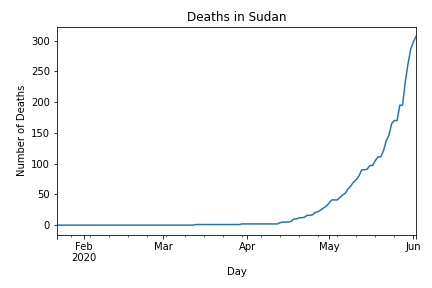 Deaths in Sudan
Number of Deaths
300
250
200
150
100
50
0
Feb
2020
Mar
Apr
May
Jun
Day